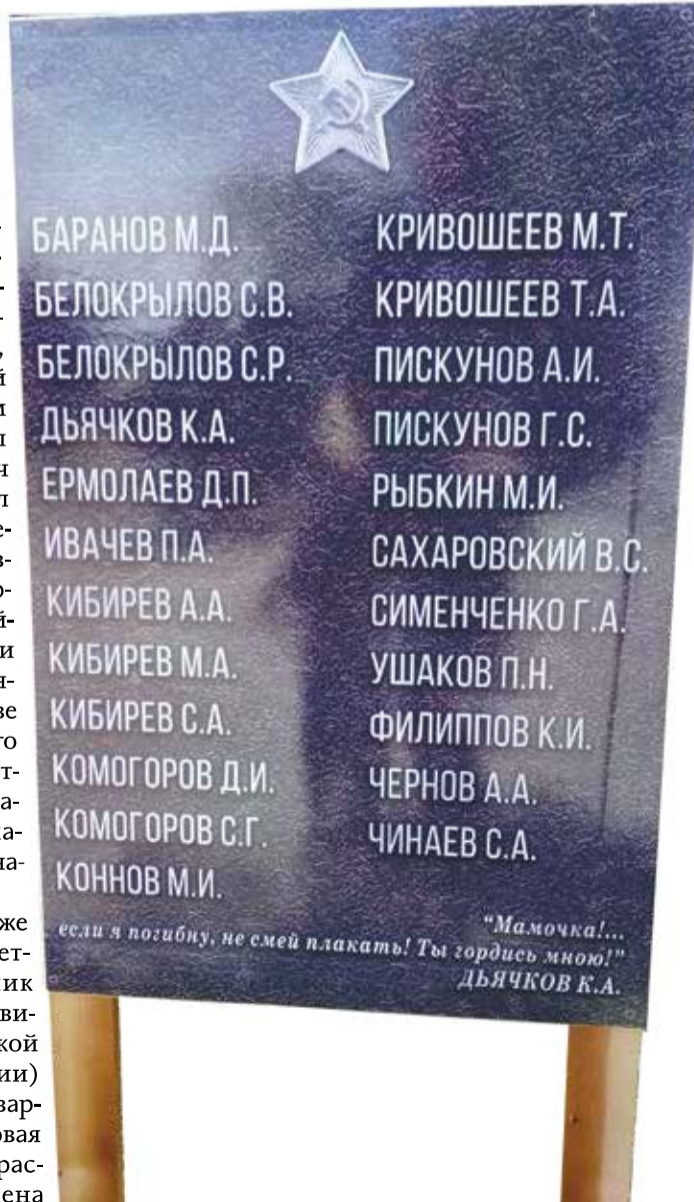 БАРАНОВ М.Д.
БЕЛОКРЫЛОВ С.В.
БЕЛОКРЫЛОВ С.Р.
ДЬЯЧКОВ К.А.
ЕРМОЛАЕВ Д.П.
ИВАЧЕВ П.А.
КИБИРЕВ А.А.
КИБИРЕВ М.А.
КИБИРЕВ С.А.
КОМОГОРОВ Д.И.
КОМОГОРОВ С.Г.
КОННОВ М.И.
КРИВОШЕЕВ М.Т.
КРИВОШЕЕВ Т.А.
ПИСКУНОВ А.И.
ПИСКУНОВ Г.С.
РЫБКИН М.И.
САХАРОВСКИЙ В.С.
СИМЕНЧЕНКО Г.А.
УШАКОВ П.Н.
ФИЛИППОВ К.И.
ЧЕРНОВ А.А.
ЧИНАЕВ С.А.
“Мамочка!...
если я погибну, не смей плакать! Ты гордись мною!”
ДЬЯЧКОВ К.А.